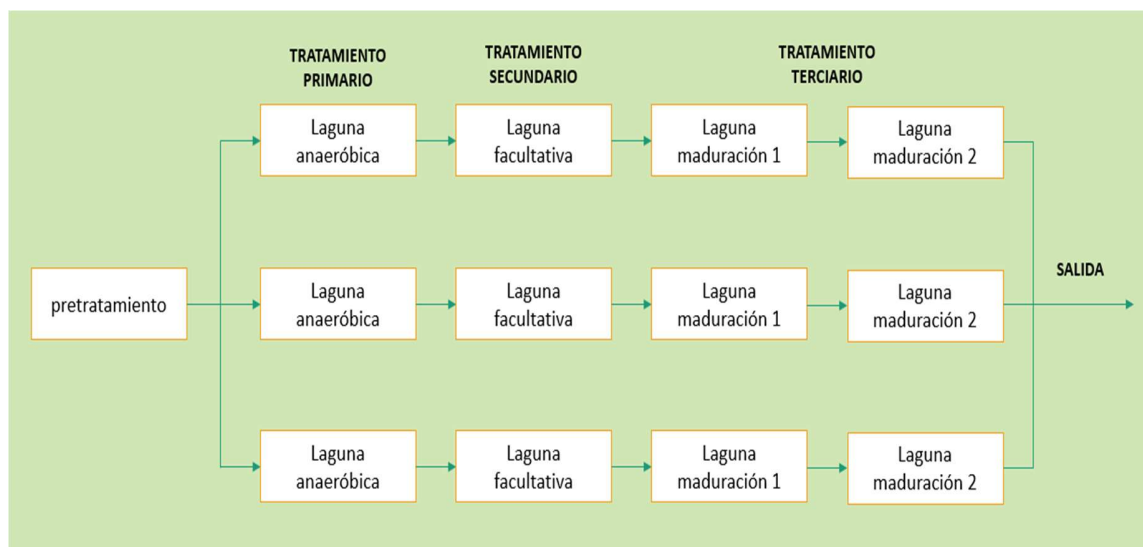 TRATAMIENTO
PRIMARIO
TRATAMIENTO
SECUNDARIO
TRATAMIENTO
TERCIARIO
Laguna
anaeróbica
Laguna
facultativa
Laguna
maduración 1
Laguna
maduración 2
pretratamiento
Laguna
anaeróbica
Laguna
facultativa
Laguna
maduración 1
Laguna
maduración 2
SALIDA
Laguna
anaeróbica
Laguna
facultativa
Laguna
maduración 1
Laguna
maduración 2